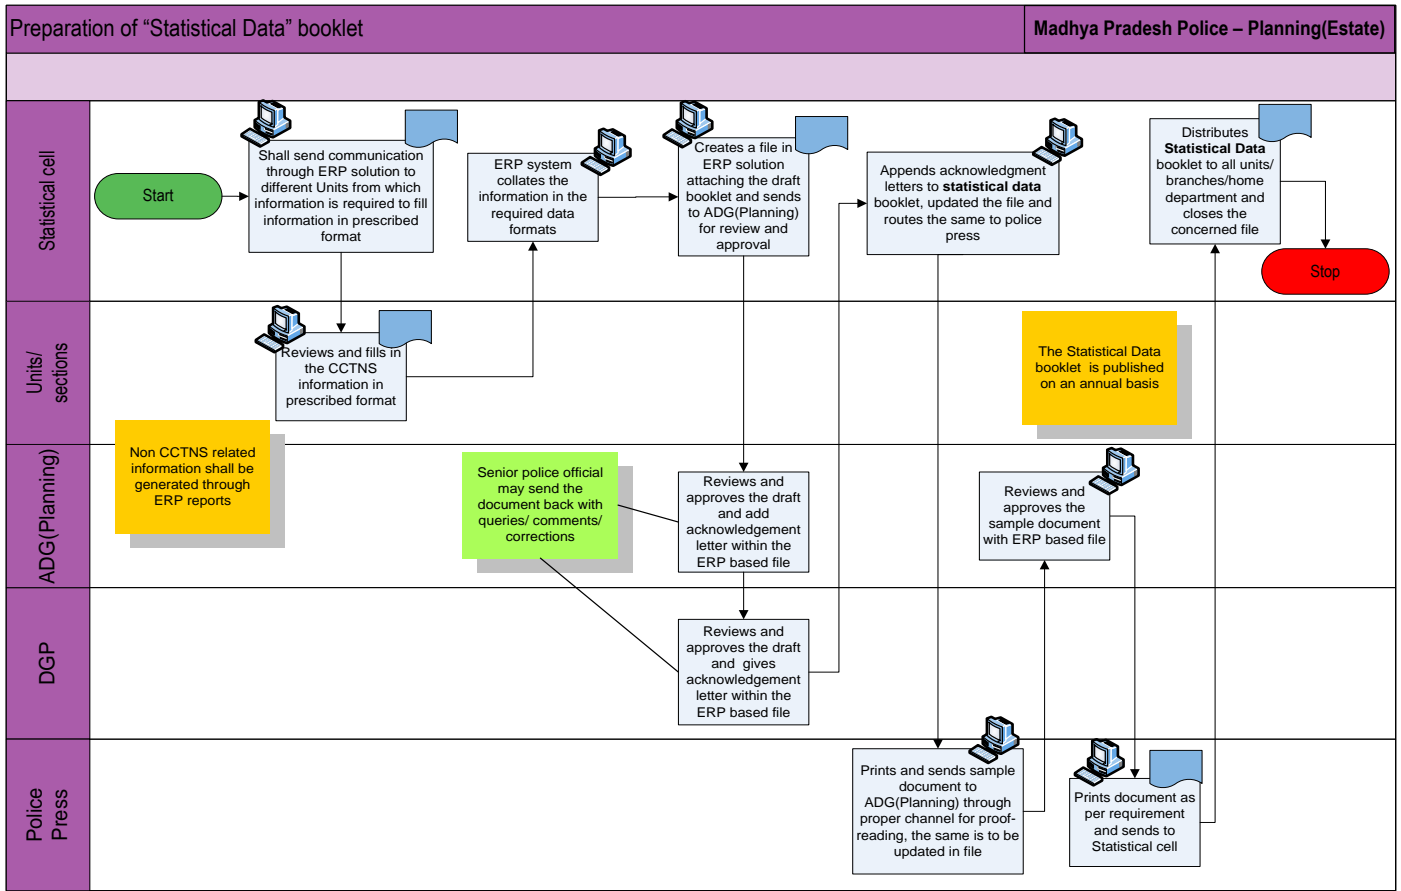 Preparation of “Statistical Data” booklet
Madhya Pradesh Police – Planning(Estate)
Statistical cell
Start
Shall send communication
through ERP solution to
different Units from which
information is required to fill
information in prescribed
format
ERP system
collates the
information in the
required data
formats
Creates a file in
ERP solution
attaching the draft
booklet and sends
to ADG(Planning)
for review and
approval
Appends acknowledgment
letters to statistical data
booklet, updated the file and
routes the same to police
press
Distributes
Statistical Data
booklet to all units/
branches/home
department and
closes the
concerned file
Stop
Units/
sections
Reviews and fills in
the CCTNS
information in
prescribed format
The Statistical Data
booklet  is published
on an annual basis
Non CCTNS related
information shall be
generated through
ERP reports
ADG(Planning)
Senior police official
may send the
document back with
queries/ comments/
corrections
Reviews and
approves the draft
and add
acknowledgement
letter within the
ERP based file
Reviews and
approves the
sample document
with ERP based file
DGP
Reviews and
approves the draft
and  gives
acknowledgement
letter within the
ERP based file
Police
Press
Prints and sends sample
document to
ADG(Planning) through
proper channel for proof-
reading, the same is to be
updated in file
Prints document as
per requirement
and sends to
Statistical cell